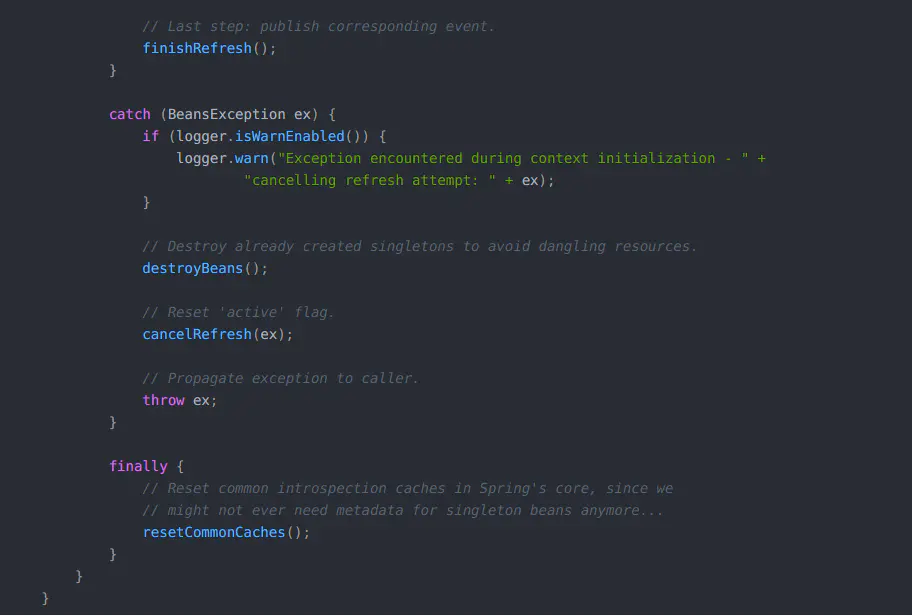 // Last step: publish corresponding event.
finishRefresh();
}
catch (BeansException ex) {
if (logger.isWarnEnabled()) {
logger.warn("Exception encountered during context initialization - " +
"cancelling refresh attempt: " + ex);
}
// Destroy already created singletons to avoid dangling resources.
destroyBeans();
// Reset 'active' flag.
cancelRefresh(ex);
// Propagate exception to caller.
throw ex;
}
finally {
// Reset common introspection caches in Spring's core, since we
// might not ever need metadata for singleton beans anymore...
resetCommonCaches();
}
}
}